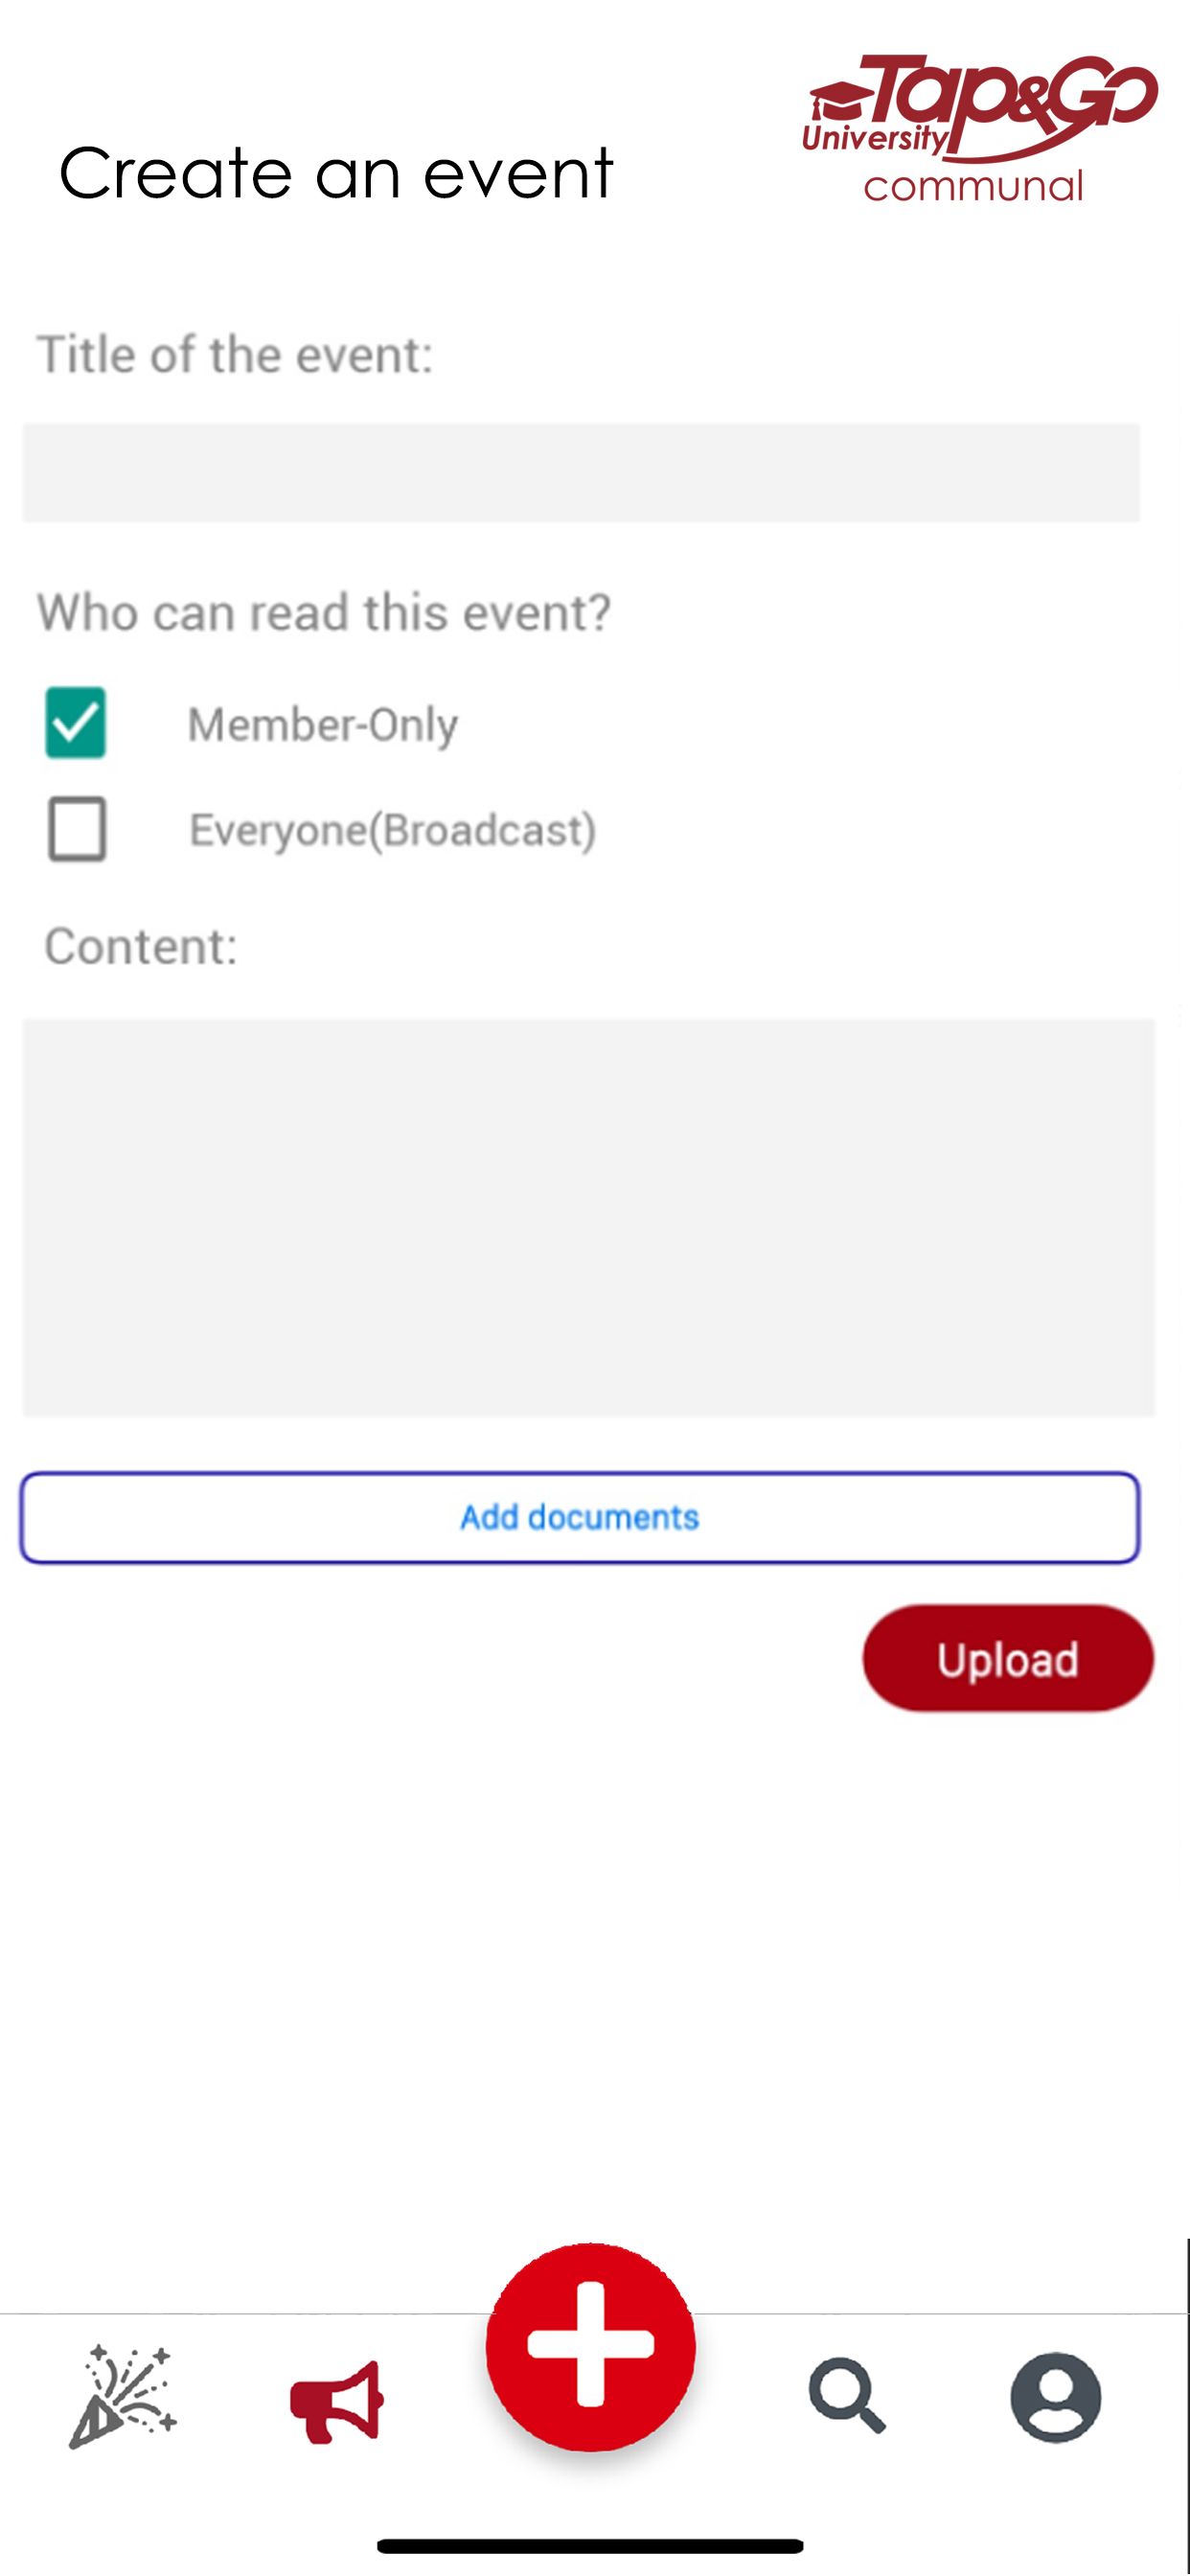 Tap&Go
University
communal
Create an event
Title of the event:
Who can read this event?
Member-Only
Everyone(Broadcast)
Content:
Add documents
Upload